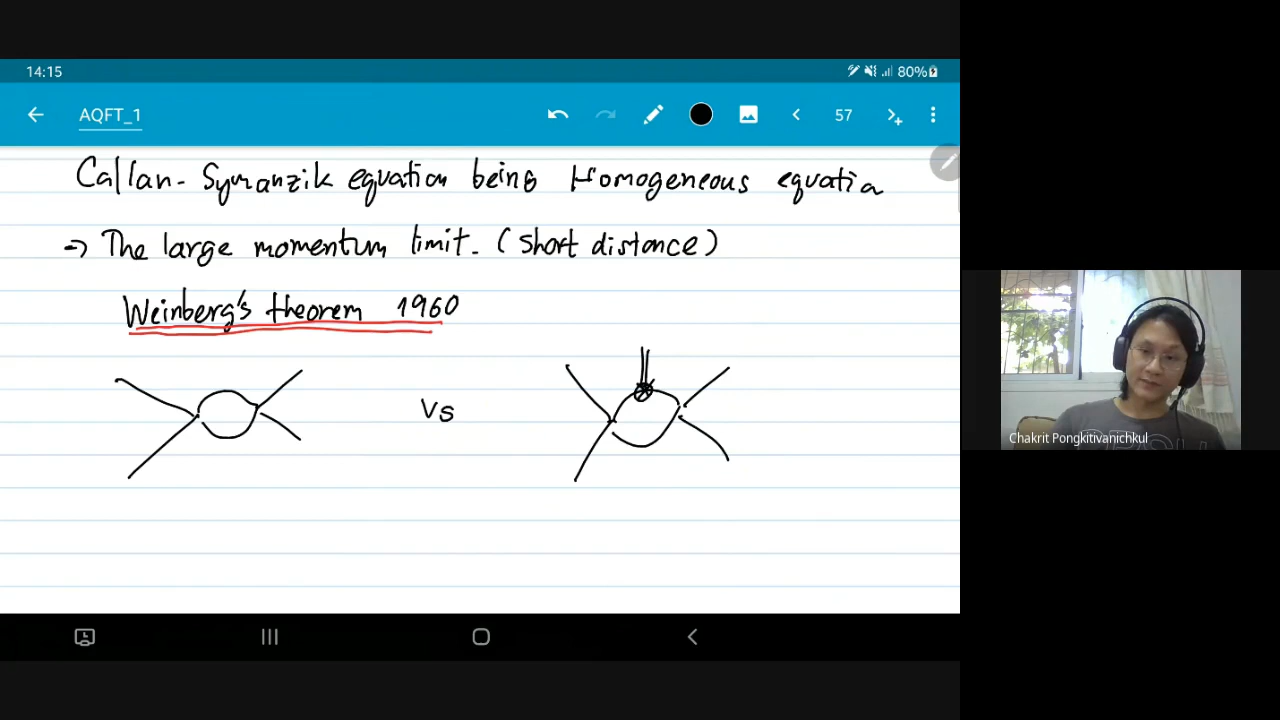 14:15
80%
AQFT_1
57
Callan-Symanzik equation being Homogeneous equatio
⇒ The large momentum limit. (short distance)
Weinberg's theorem 1960
vs
Chakrit Pongkitivanichkul